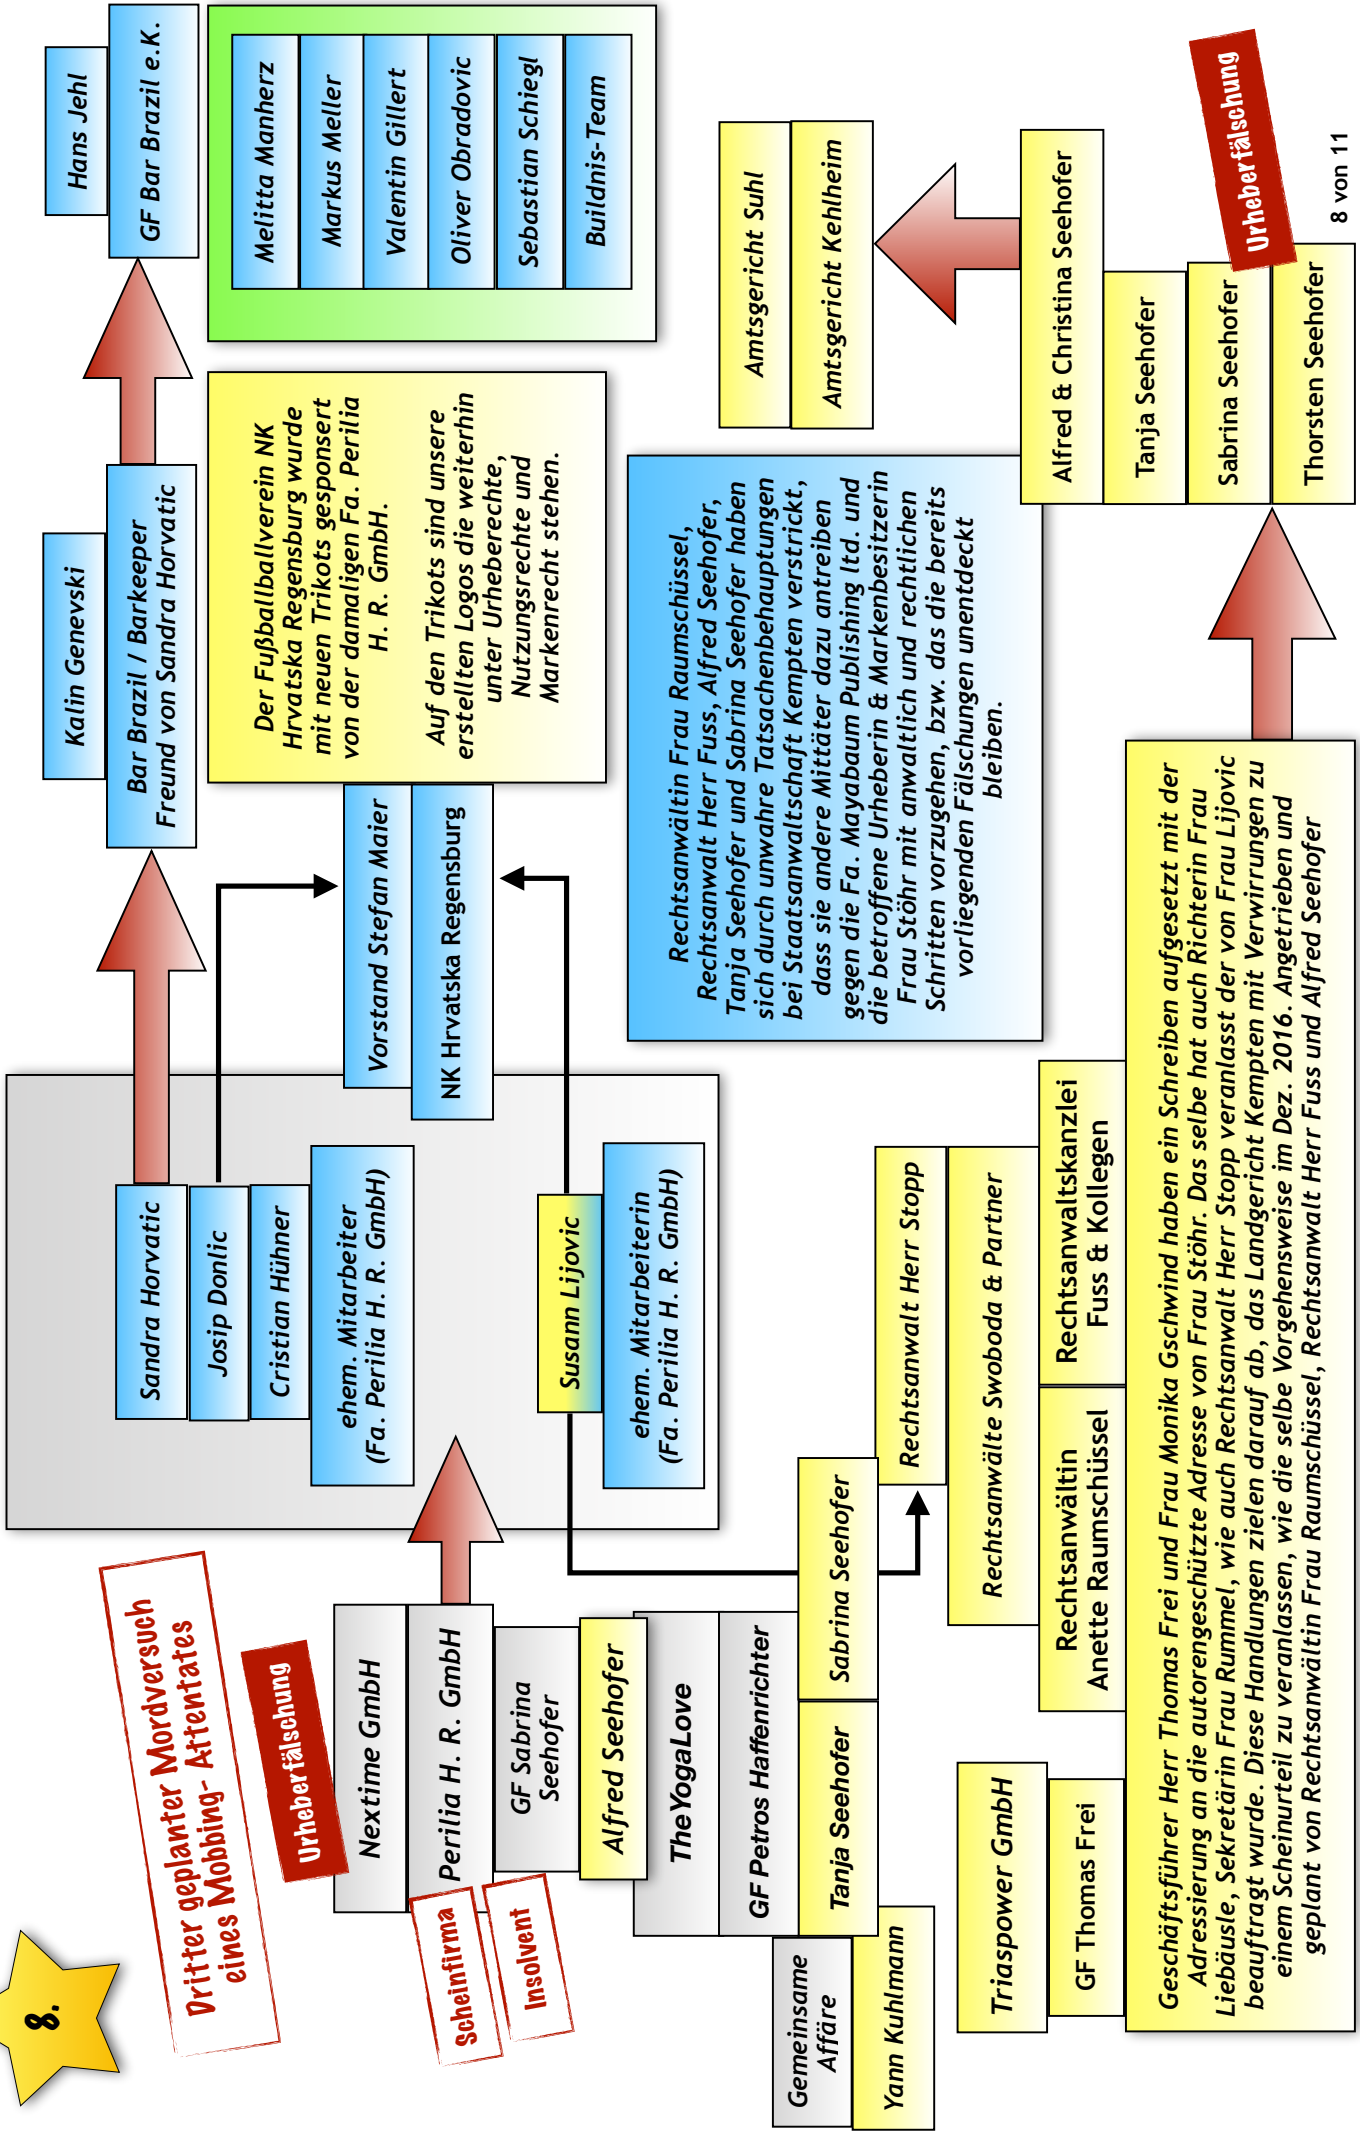 8.
Dritter geplanter Mordversuch
eines Mobbing- Attentates
Urheberfälschung
Nextime GmbH
Perilia H. R. GmbH
Scheinfirma
Insolvent
GF Sabrina
Seehofer
Alfred Seehofer
TheYogaLove
GF Petros Haffenrichter
Tanja Seehofer
Sabrina Seehofer
Gemeinsame
Affäre
Yann Kuhlmann
Sandra Horvatic
Josip Donlic
Cristian Hühner
ehem. Mitarbeiter
(Fa. Perilia H. R. GmbH)
Susann Lijovic
ehem. Mitarbeiterin
(Fa. Perilia H. R. GmbH)
Kalin Genevski
Bar Brazil / Barkeeper
Freund von Sandra Horvatic
Hans Jehl
GF Bar Brazil e.K.
Vorstand Stefan Maier
NK Hrvatska Regensburg
Der Fußballverein NK
Hrvatska Regensburg wurde
mit neuen Trikots gesponsert
von der damaligen Fa. Perilia
H. R. GmbH.
Auf den Trikots sind unsere
erstellten Logos die weiterhin
unter Urheberechte,
Nutzungsrechte und
Markenrecht stehen.
Melitta Manherz
Markus Meller
Valentin Gillert
Oliver Obradovic
Sebastian Schiegl
Buildnis-Team
Rechtsanwältin Frau Raumschüssel,
Rechtsanwalt Herr Fuss, Alfred Seehofer,
Tanja Seehofer und Sabrina Seehofer haben
sich durch unwahre Tatsachenbehauptungen
bei Staatsanwaltschaft Kempten verstrickt,
dass sie andere Mittäter dazu antreiben
gegen die Fa. Mayabaum Publishing ltd. und
die betroffene Urheberin & Markenbesitzerin
Frau Stöhr mit anwaltlich und rechtlichen
Schritten vorzugehen, bzw. das die bereits
vorliegenden Fälschungen unentdeckt
bleiben.
Amtsgericht Suhl
Amtsgericht Kehlheim
Rechtsanwalt Herr Stopp
Rechtsanwälte Swoboda & Partner
Rechtsanwältin
Anette Raumschüssel
Rechtsanwaltskanzlei
Fuss & Kollegen
Triaspower GmbH
GF Thomas Frei
Geschäftsführer Herr Thomas Frei und Frau Monika Gschwind haben ein Schreiben aufgesetzt mit der
Adressierung an die autorengeschützte Adresse von Frau Stöhr. Das selbe hat auch Richterin Frau
Liebäusle, Sekretärin Frau Rummel, wie auch Rechtsanwalt Herr Stopp veranlasst der von Frau Lijovic
beauftragt wurde. Diese Handlungen zielen darauf ab, das Landgericht Kempten mit Verwirrungen zu
einem Scheinurteil zu veranlassen, wie die selbe Vorgehensweise im Dez. 2016. Angetrieben und
geplant von Rechtsanwältin Frau Raumschüssel, Rechtsanwalt Herr Fuss und Alfred Seehofer
Alfred & Christina Seehofer
Tanja Seehofer
Sabrina Seehofer
Thorsten Seehofer
Urheberfälschung
8 von 11